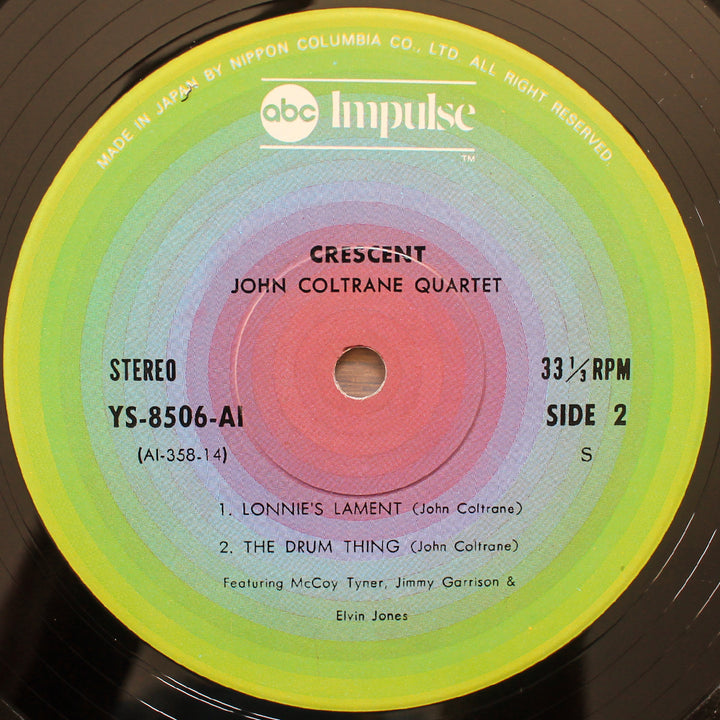 MADE IN JAPAN BY NIPPON COLUMBIA CO., LTD. ALL RIGHT RESERVED.
abc Impulse
TM
CRESCENT
JOHN COLTRANE QUARTET
STEREO
33 1/3 RPM
YS-8506-AI
SIDE 2
(AI-358-14)
S
1. LONNIE'S LAMENT (John Coltrane)
2. THE DRUM THING (John Coltrane)
Featuring McCoy Tyner, Jimmy Garrison &
Elvin Jones